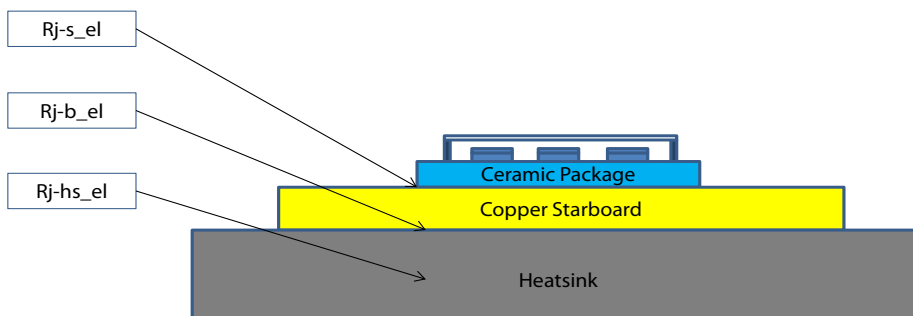 Rj-s_el
Rj-b_el
Rj-hs_el
Ceramic Package
Copper Starboard
Heatsink